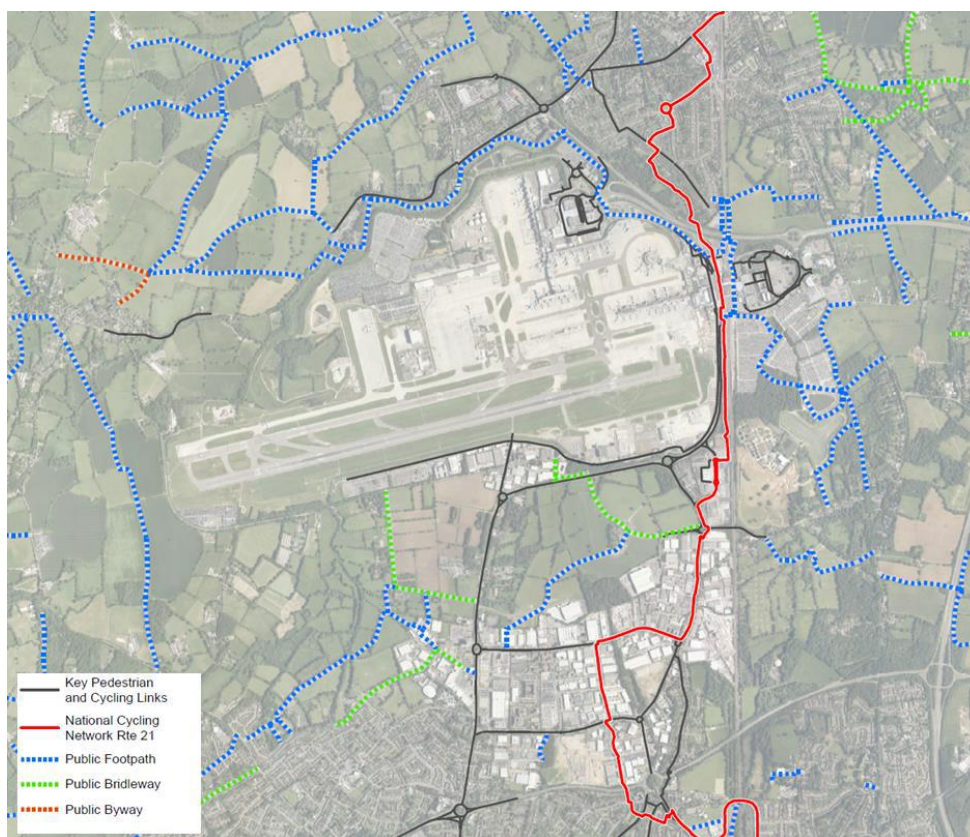 Key Pedestrian
and Cycling Links
National Cycling
Network Rte 21
Public Footpath
Public Bridleway
Public Byway